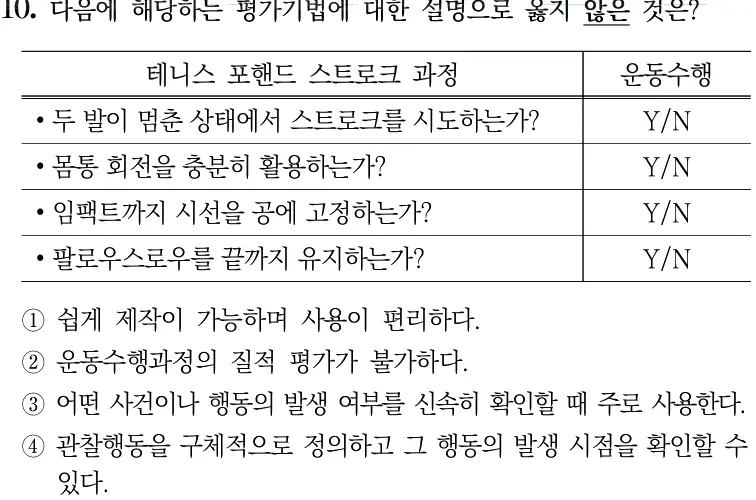 10. 다음에 해당하는 평가기법에 대한 설명으로 옳지 않은 것은?
테니스 포핸드 스트로크 과정 운동수행
• 두 발이 멈춘 상태에서 스트로크를 시도하는가? Y/N
• 몸통 회전을 충분히 활용하는가? Y/N
• 임팩트까지 시선을 공에 고정하는가? Y/N
• 팔로우스로우를 끝까지 유지하는가? Y/N
① 쉽게 제작이 가능하며 사용이 편리하다.
② 운동수행과정의 질적 평가가 불가하다.
③ 어떤 사건이나 행동의 발생 여부를 신속히 확인할 때 주로 사용한다.
④ 관찰행동을 구체적으로 정의하고 그 행동의 발생 시점을 확인할 수
있다.